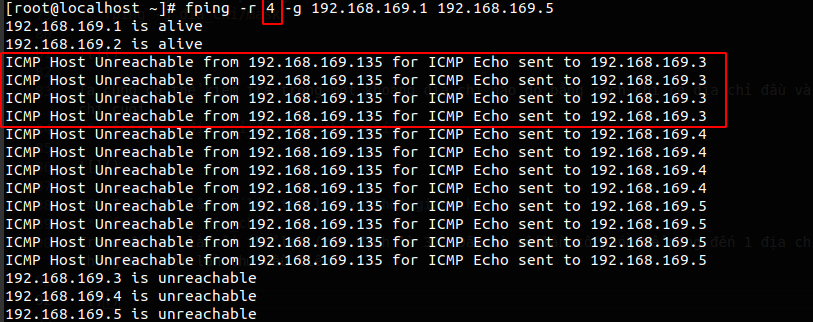 [root@localhost ~]# fping -r 4 -g 192.168.169.1 192.168.169.5
192.168.169.1 is alive
192.168.169.2 is alive
ICMP Host Unreachable from 192.168.169.135 for ICMP Echo sent to 192.168.169.3
ICMP Host Unreachable from 192.168.169.135 for ICMP Echo sent to 192.168.169.3
ICMP Host Unreachable from 192.168.169.135 for ICMP Echo sent to 192.168.169.3
ICMP Host Unreachable from 192.168.169.135 for ICMP Echo sent to 192.168.169.3
ICMP Host Unreachable from 192.168.169.135 for ICMP Echo sent to 192.168.169.4
ICMP Host Unreachable from 192.168.169.135 for ICMP Echo sent to 192.168.169.4
ICMP Host Unreachable from 192.168.169.135 for ICMP Echo sent to 192.168.169.4
ICMP Host Unreachable from 192.168.169.135 for ICMP Echo sent to 192.168.169.4
ICMP Host Unreachable from 192.168.169.135 for ICMP Echo sent to 192.168.169.5
ICMP Host Unreachable from 192.168.169.135 for ICMP Echo sent to 192.168.169.5
ICMP Host Unreachable from 192.168.169.135 for ICMP Echo sent to 192.168.169.5
ICMP Host Unreachable from 192.168.169.135 for ICMP Echo sent to 192.168.169.5
192.168.169.3 is unreachable
192.168.169.4 is unreachable
192.168.169.5 is unreachable